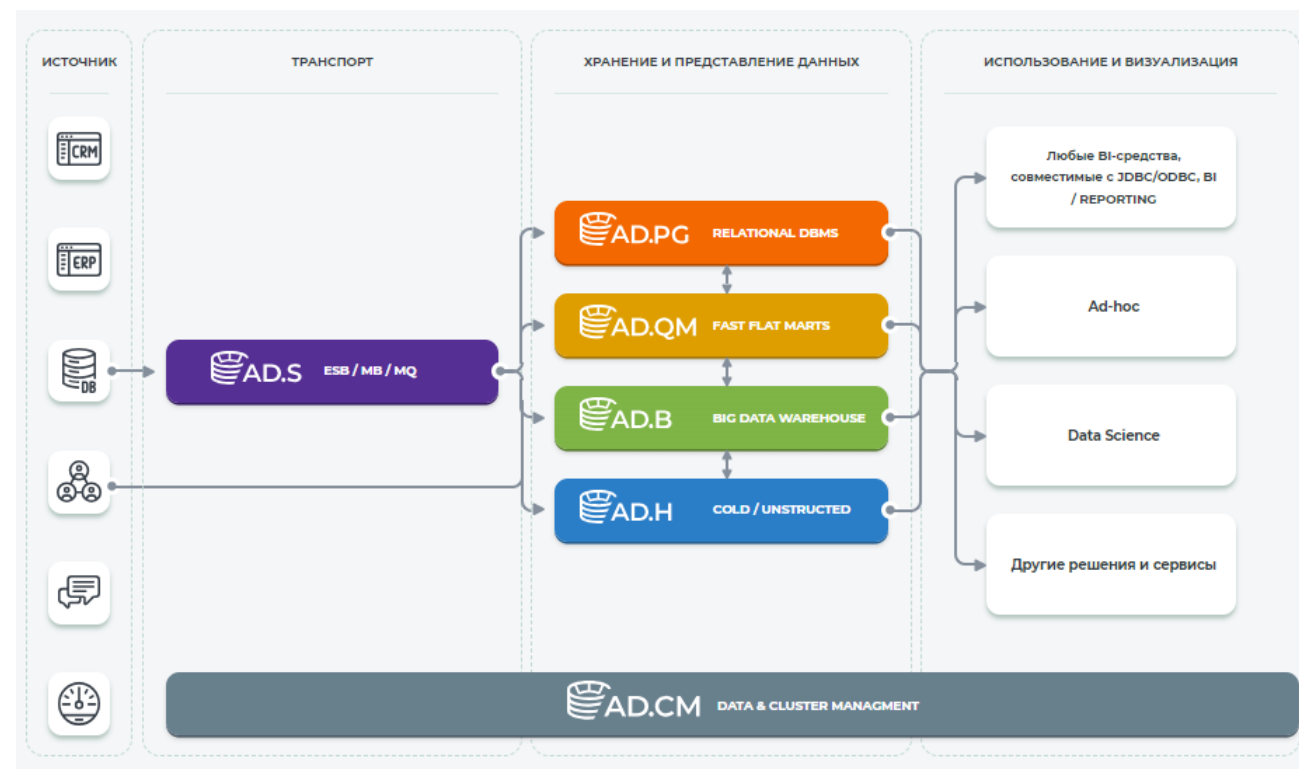 ИСТОЧНИК
ТРАНСПОРТ
ХРАНЕНИЕ И ПРЕДСТАВЛЕНИЕ ДАННЫХ
ИСПОЛЬЗОВАНИЕ И ВИЗУАЛИЗАЦИЯ
CRM
ERP
DB
AD.S ESB / MB / MQ
AD.PG RELATIONAL DBMS
AD.QM FAST FLAT MARTS
AD.B BIG DATA WAREHOUSE
AD.H COLD / UNSTRUCTED
Любые BI-средства,
совместимые с JDBC/ODBC, BI
/ REPORTING
Ad-hoc
Data Science
Другие решения и сервисы
AD.CM DATA & CLUSTER MANAGMENT